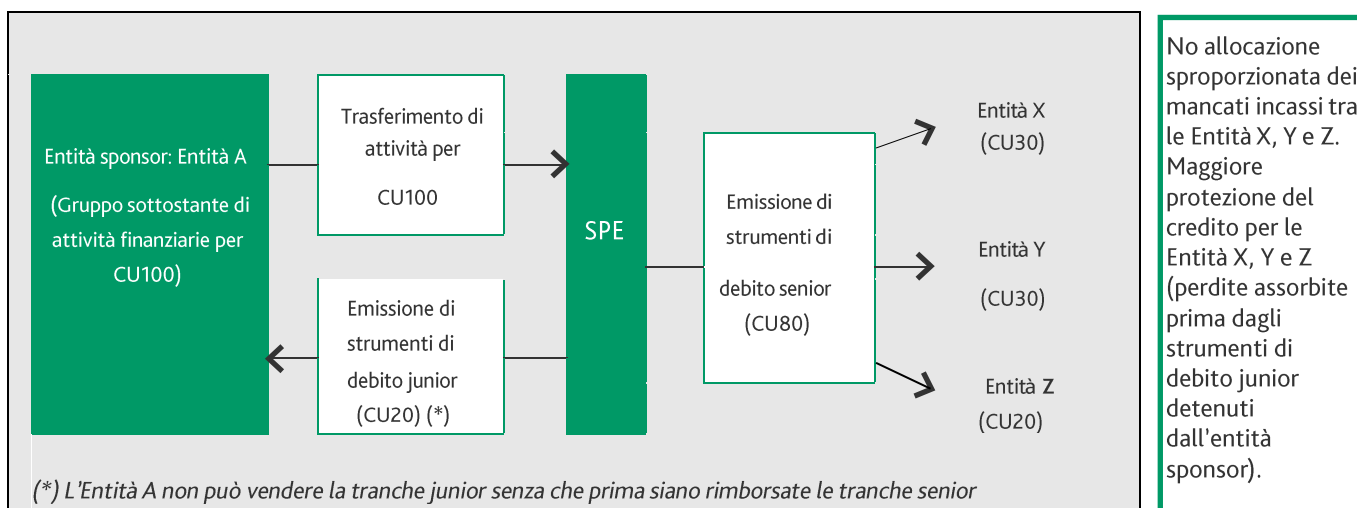 Entità sponsor: Entità A
(Gruppo sottostante di
attività finanziarie per
CU100)
Trasferimento di
attività per
CU100
Emissione di
strumenti di
debito junior
(CU20) (*)
SPE
Emissione di
strumenti di
debito senior
(CU80)
Entità X
(CU30)
Entità Y
(CU30)
Entità Z
(CU20)
(*) L'Entità A non può vendere la tranche junior senza che prima siano rimborsate le tranche senior
No allocazione
sproporzionata dei
mancati incassi tra
le Entità X, Y e Z.
Maggiore
protezione del
credito per le
Entità X, Y e Z
(perdite assorbite
prima dagli
strumenti di
debito junior
detenuti
dall'entità
sponsor).